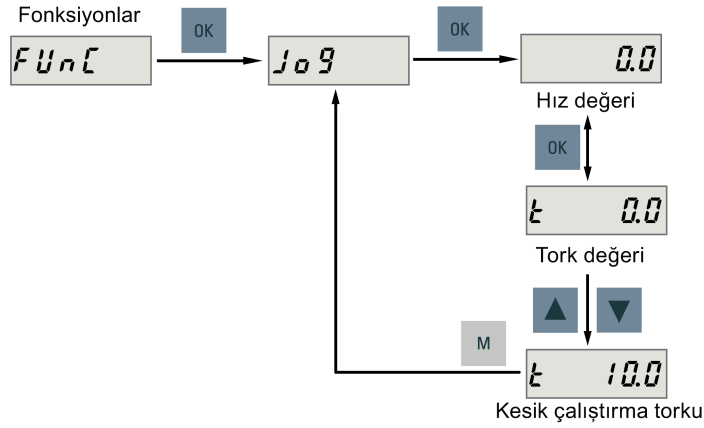 Fonksiyonlar
OK
OK
FUnC
Jog
0.0
Hız değeri
OK
t 0.0
Tork değeri
M
t 10.0
Kesik çalıştırma torku